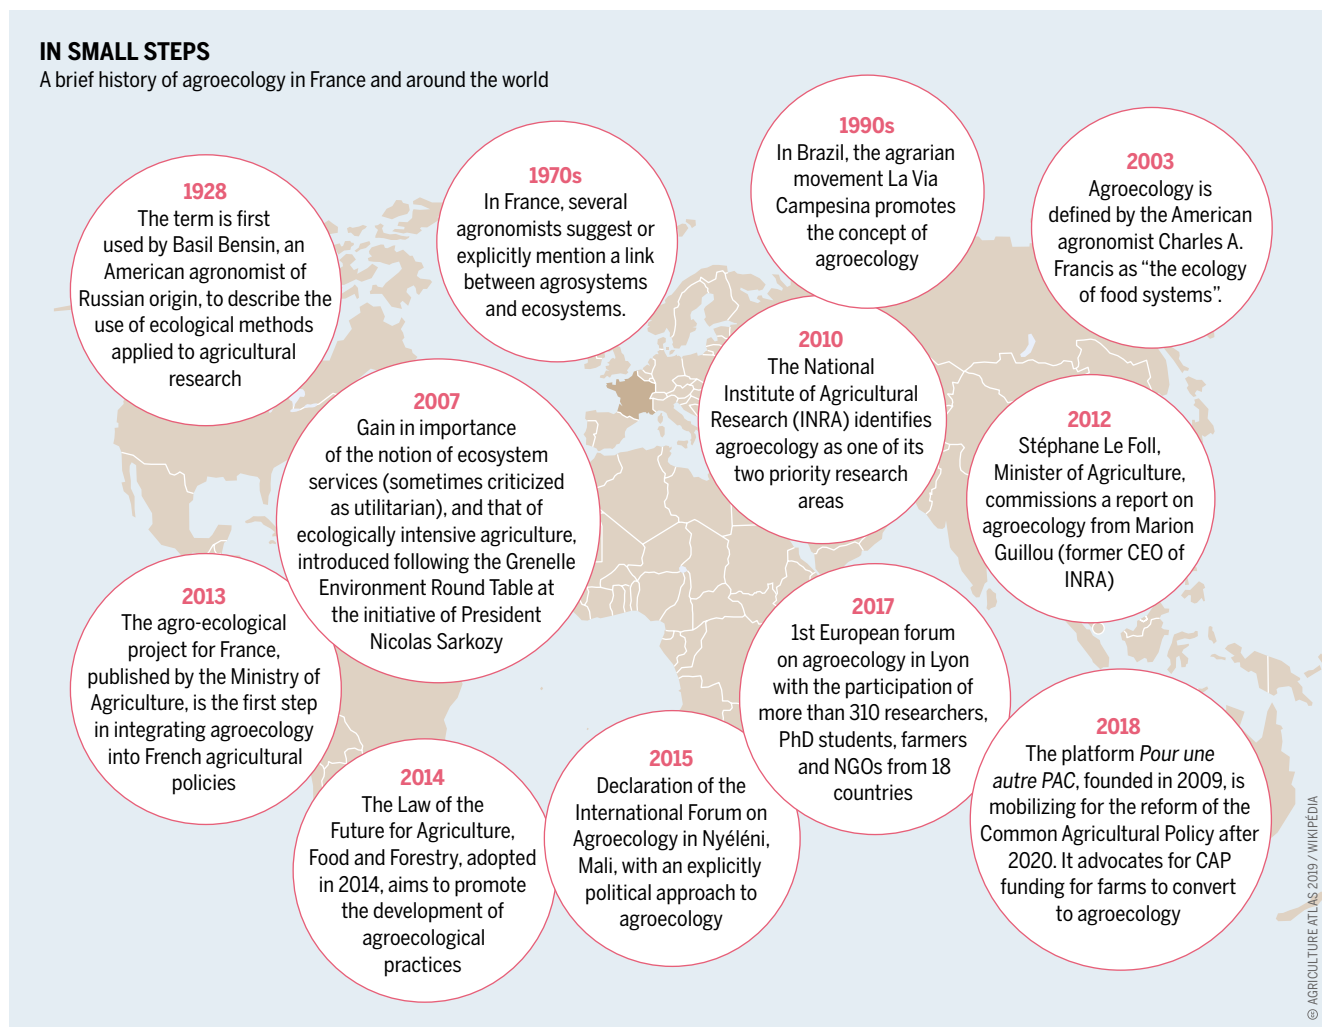 IN SMALL STEPS
A brief history of agroecology in France and around the world
1928
The term is first
used by Basil Bensin, an
American agronomist of
Russian origin, to describe the
use of ecological methods
applied to agricultural
research
1970s
In France, several
agronomists suggest or
explicitly mention a link
between agrosystems
and ecosystems.
1990s
In Brazil, the agrarian
movement La Via
Campesina promotes
the concept of
agroecology
2003
Agroecology is
defined by the American
agronomist Charles A.
Francis as “the ecology
of food systems”.
2007
Gain in importance
of the notion of ecosystem
services (sometimes criticized
as utilitarian), and that of
ecologically intensive agriculture,
introduced following the Grenelle
Environment Round Table at
the initiative of President
Nicolas Sarkozy
2010
The National
Institute of Agricultural
Research (INRA) identifies
agroecology as one of its
two priority research
areas
2012
Stéphane Le Foll,
Minister of Agriculture,
commissions a report on
agroecology from Marion
Guillou (former CEO of
INRA)
2013
The agro-ecological
project for France,
published by the Ministry of
Agriculture, is the first step
in integrating agroecology
into French agricultural
policies
2014
The Law of the
Future for Agriculture,
Food and Forestry, adopted
in 2014, aims to promote
the development of
agroecological
practices
2015
Declaration of the
International Forum on
Agroecology in Nyéléni,
Mali, with an explicitly
political approach to
agroecology
2017
1st European forum
on agroecology in Lyon
with the participation of
more than 310 researchers,
PhD students, farmers
and NGOs from 18
countries
2018
The platform Pour une
autre PAC, founded in 2009, is
mobilizing for the reform of the
Common Agricultural Policy after
2020. It advocates for CAP
funding for farms to convert
to agroecology
AGRICULTURE ATLAS 2019 / WIKIPÉDIA